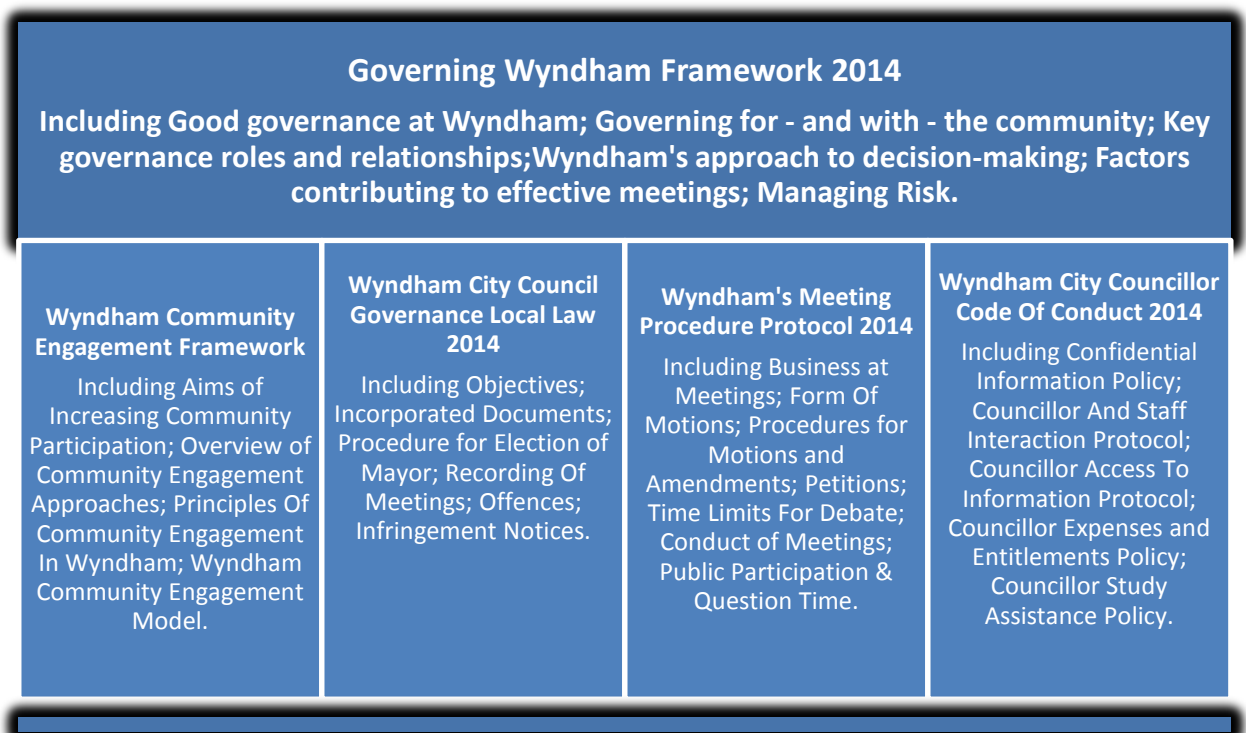 Governing Wyndham Framework 2014
Including Good governance at Wyndham; Governing for - and with - the community; Key
governance roles and relationships;Wyndham's approach to decision-making; Factors
contributing to effective meetings; Managing Risk.
Wyndham Community
Engagement Framework
Including Aims of
Increasing Community
Participation; Overview of
Community Engagement
Approaches; Principles Of
Community Engagement
In Wyndham; Wyndham
Community Engagement
Model.
Wyndham City Council
Governance Local Law
2014
Including Objectives;
Incorporated Documents;
Procedure for Election of
Mayor; Recording Of
Meetings; Offences;
Infringement Notices.
Wyndham's Meeting
Procedure Protocol 2014
Including Business at
Meetings; Form Of
Motions; Procedures for
Motions and
Amendments; Petitions;
Time Limits For Debate;
Conduct of Meetings;
Public Participation &
Question Time.
Wyndham City Councillor
Code Of Conduct 2014
Including Confidential
Information Policy;
Councillor And Staff
Interaction Protocol;
Councillor Access To
Information Protocol;
Councillor Expenses and
Entitlements Policy;
Councillor Study
Assistance Policy.